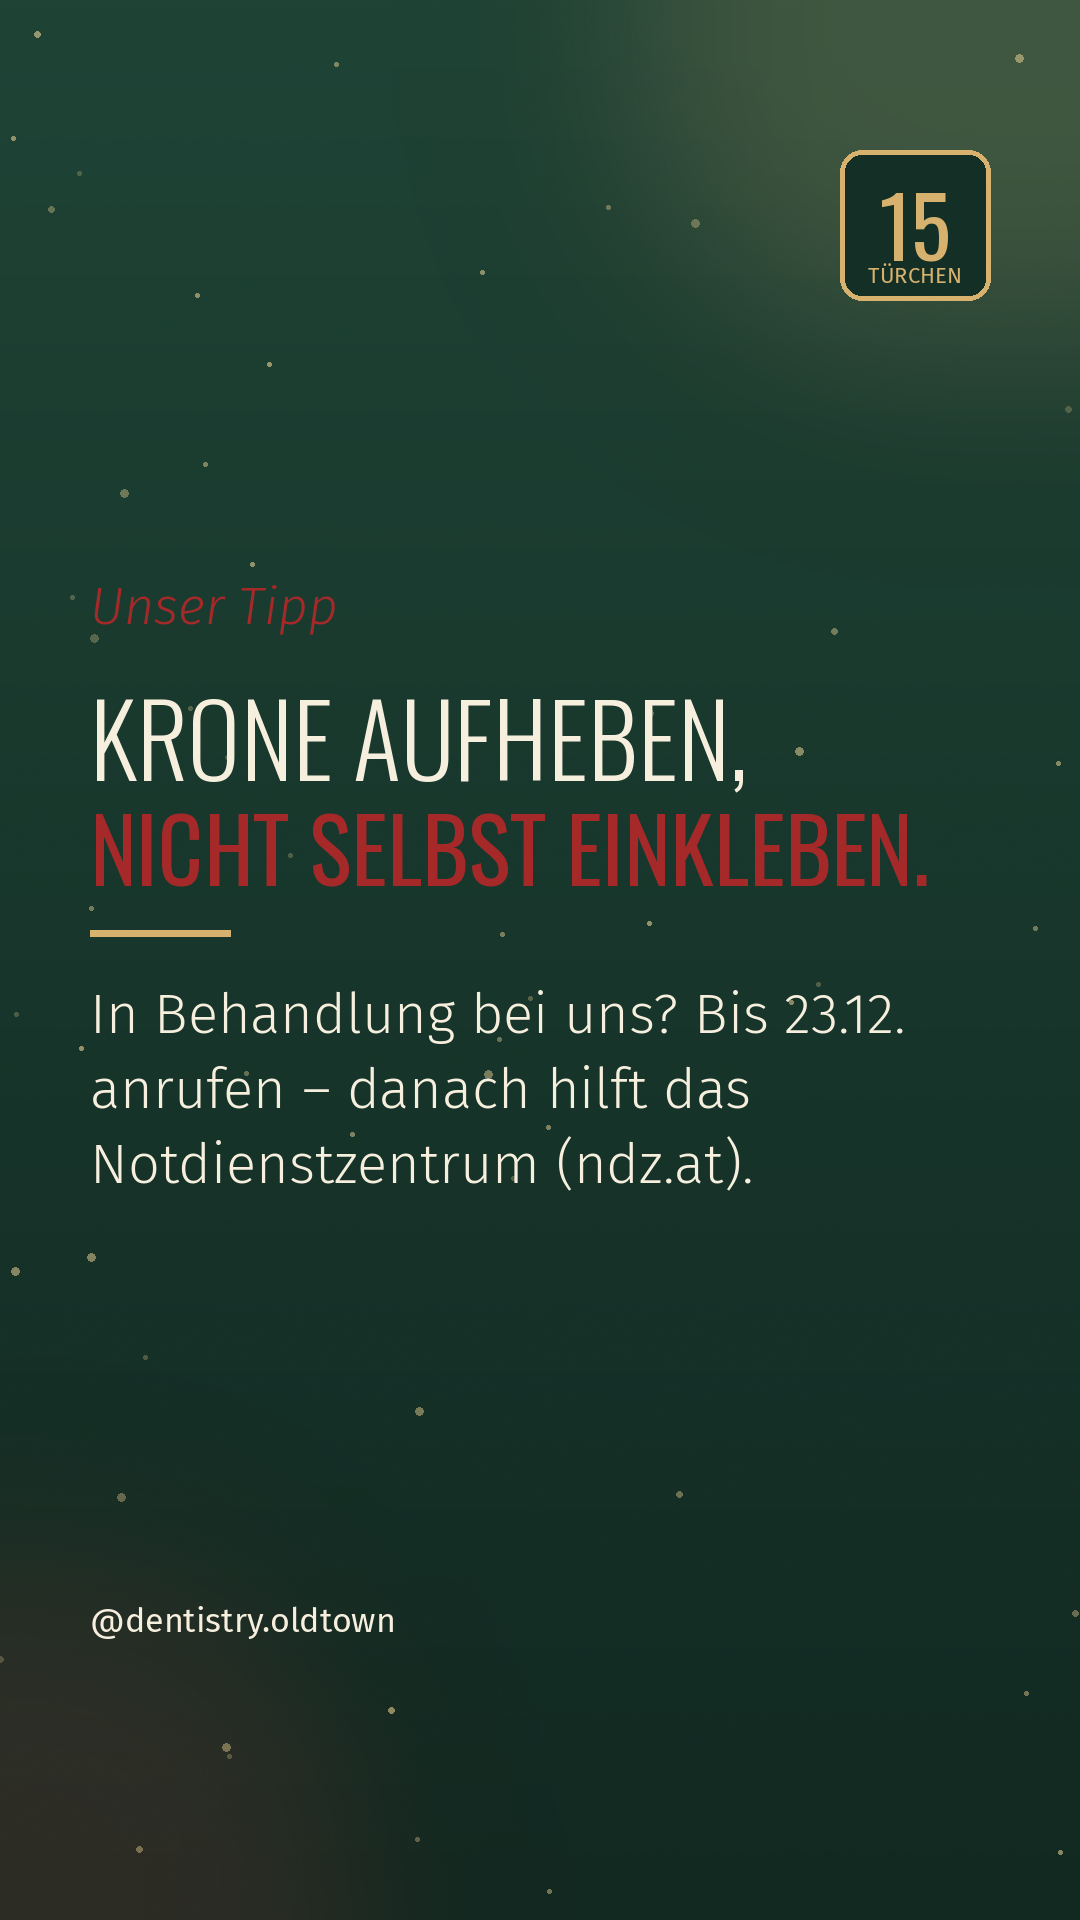 15
TÜRCHEN
Unser Tipp
KRONE AUFHEBEN,
NICHT SELBST EINKLEBEN.
In Behandlung bei uns? Bis 23.12.
anrufen – danach hilft das
Notdienstzentrum (ndz.at).
@dentistry.oldtown